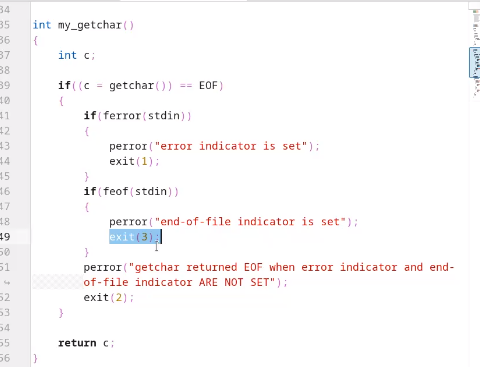 34
35 int my_getchar()
36 {
37     int c;
38
39     if((c = getchar()) == EOF)
40     {
41         if(ferror(stdin))
42         {
43             perror("error indicator is set");
44             exit(1);
45         }
46         if(feof(stdin))
47         {
48             perror("end-of-file indicator is set");
49             exit(3);
50         }
51         perror("getchar returned EOF when error indicator and end-
↪         of-file indicator ARE NOT SET");
52         exit(2);
53     }
54
55     return c;
56 }